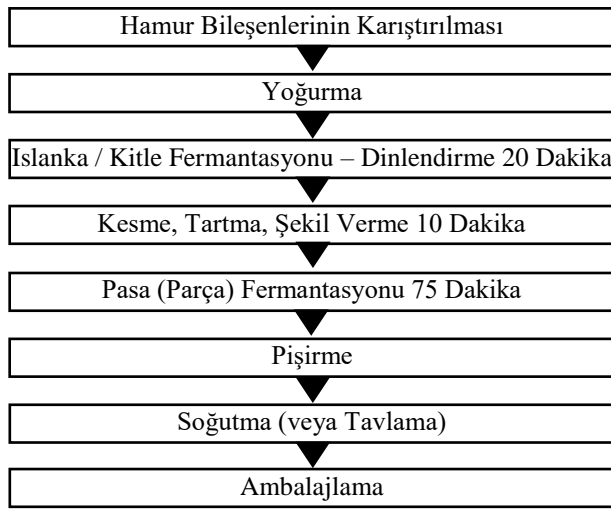 Hamur Bileşenlerinin Karıştırılması
Yoğurma
Islanka / Kitle Fermantasyonu – Dinlendirme 20 Dakika
Kesme, Tartma, Şekil Verme 10 Dakika
Pasa (Parça) Fermantasyonu 75 Dakika
Pişirme
Soğutma (veya Tavlama)
Ambalajlama